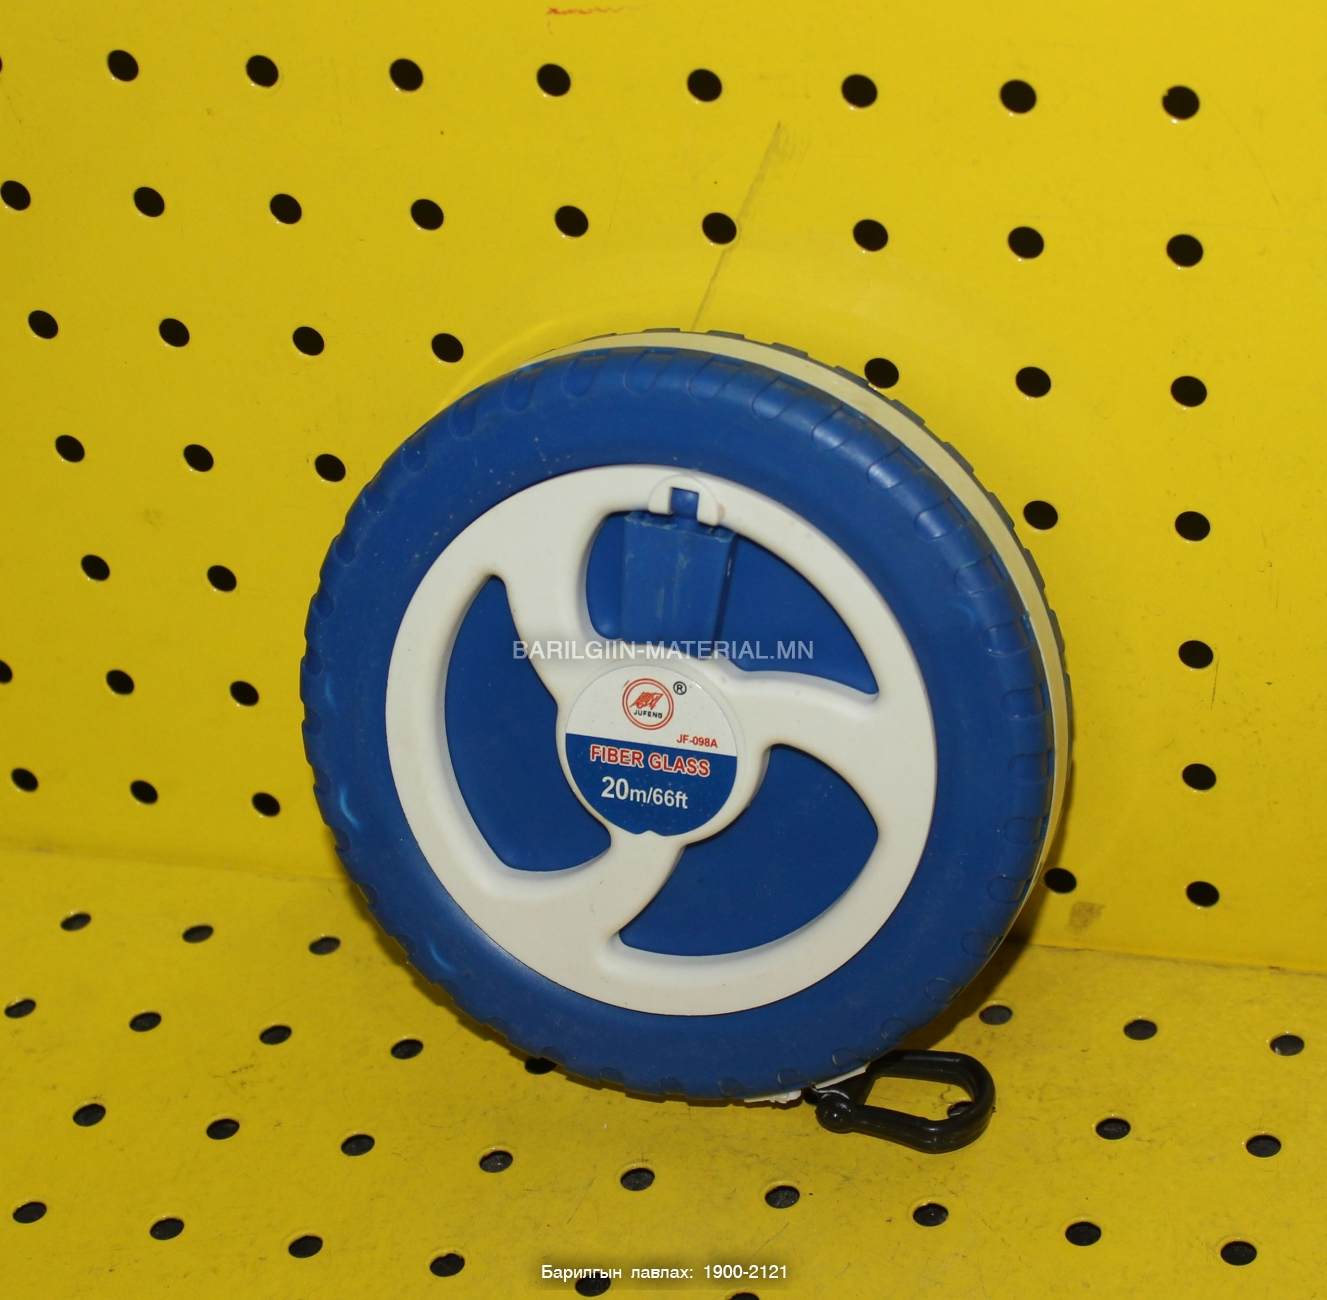 BARILGIIN-MATERIAL.MN
®
JUFENG
JF-098A
FIBER GLASS
20m/66ft
Барилгын лавлах: 1900-2121